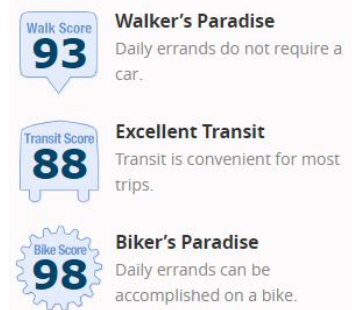 Walk Score
93
Walker’s Paradise
Daily errands do not require a
car.
Transit Score
88
Excellent Transit
Transit is convenient for most
trips.
Bike Score
98
Biker’s Paradise
Daily errands can be
accomplished on a bike.